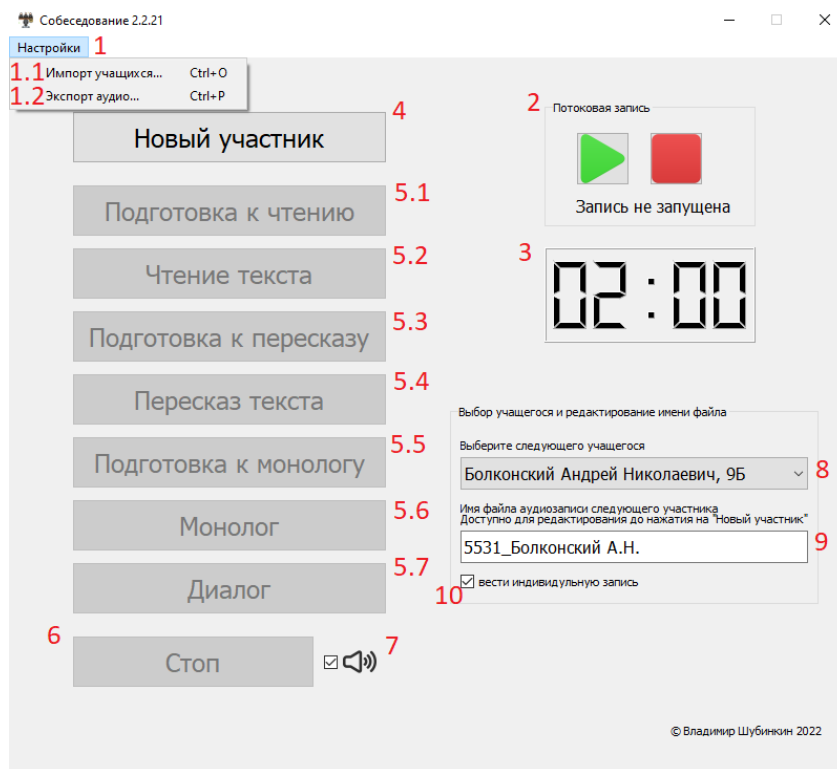 Собеседование 2.2.21
Настройки 1
1.1 Импорт учащихся... Ctrl+O
1.2 Экспорт аудио... Ctrl+P
4
Новый участник
5.1
Подготовка к чтению
5.2
Чтение текста
5.3
Подготовка к пересказу
5.4
Пересказ текста
5.5
Подготовка к монологу
5.6
Монолог
5.7
Диалог
6
Стоп
7
2
Потоковая запись
Запись не запущена
3
02:00
Выбор учащегося и редактирование имени файла
Выберите следующего учащегося
Болконский Андрей Николаевич, 9Б 8
Имя файла аудиозаписи следующего участника
Доступно для редактирования до нажатия на "Новый участник"
5531_Болконский А.Н. 9
вести индивидульную запись
10
© Владимир Шубинкин 2022